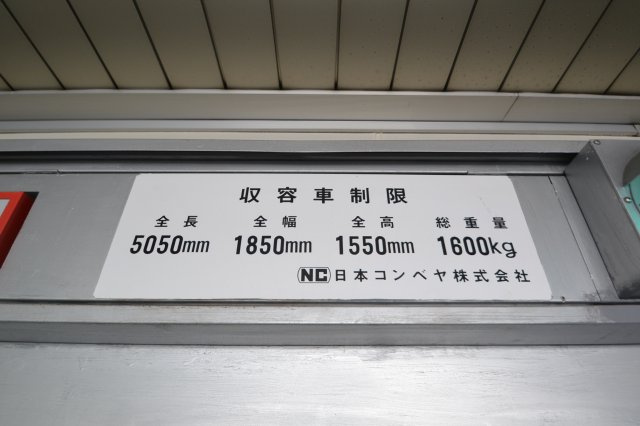 収容車制限
全長 全幅 全高 総重量
5050mm 1850mm 1550mm 1600kg
NC 日本コンベヤ株式会社